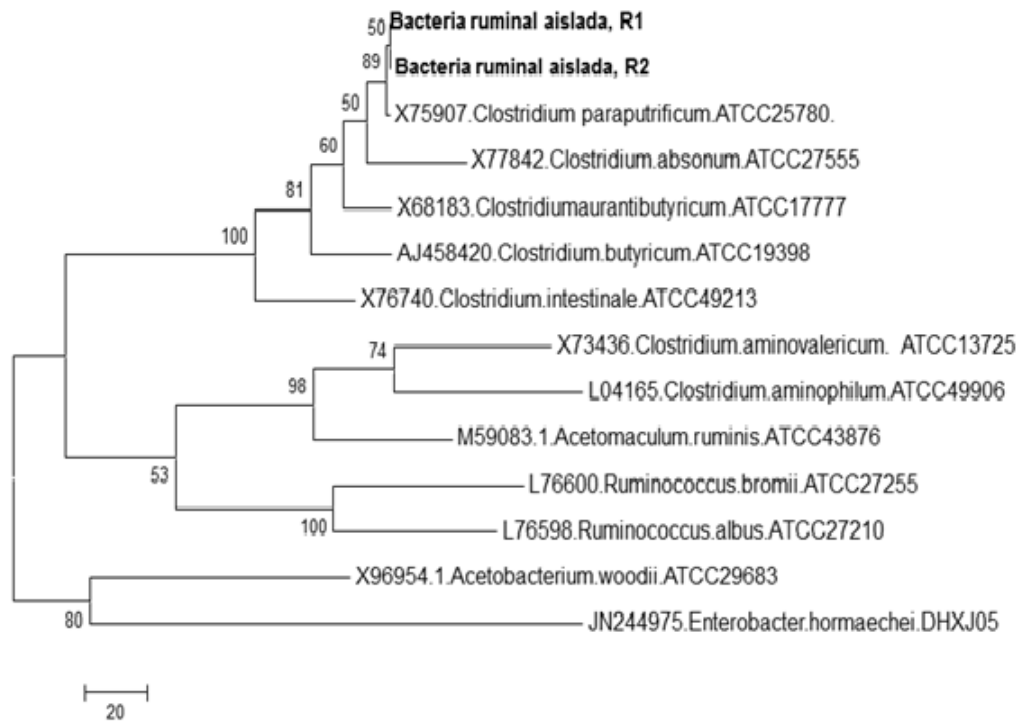 50
Bacteria ruminal aislada, R1
89
Bacteria ruminal aislada, R2
50
X75907.Clostridium paraputrificum.ATCC25780.
60
X77842.Clostridium.absonum.ATCC27555
81
X68183.Clostridiumaurantibutyricum.ATCC17777
100
AJ458420.Clostridium.butyricum.ATCC19398
X76740.Clostridium.intestinale.ATCC49213
74
X73436.Clostridium.aminovalericum. ATCC13725
98
L04165.Clostridium.aminophilum.ATCC49906
M59083.1.Acetomaculum.ruminis.ATCC43876
53
L76600.Ruminococcus.bromii.ATCC27255
100
L76598.Ruminococcus.albus.ATCC27210
X96954.1.Acetobacterium.woodii.ATCC29683
80
JN244975.Enterobacter.hormaechei.DHXJ05
20